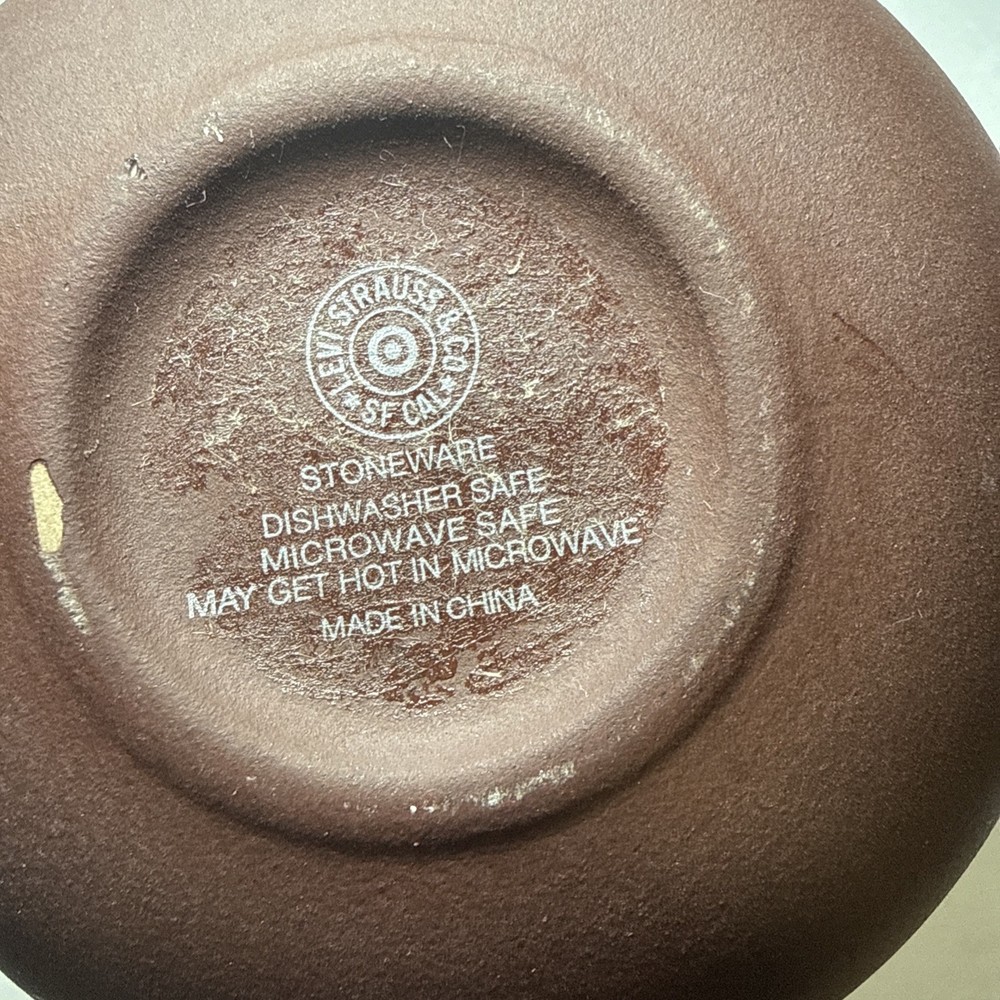 LEVI STRAUSS & CO
★ SF CAL ★
STONEWARE
DISHWASHER SAFE
MICROWAVE SAFE
MAY GET HOT IN MICROWAVE
MADE IN CHINA